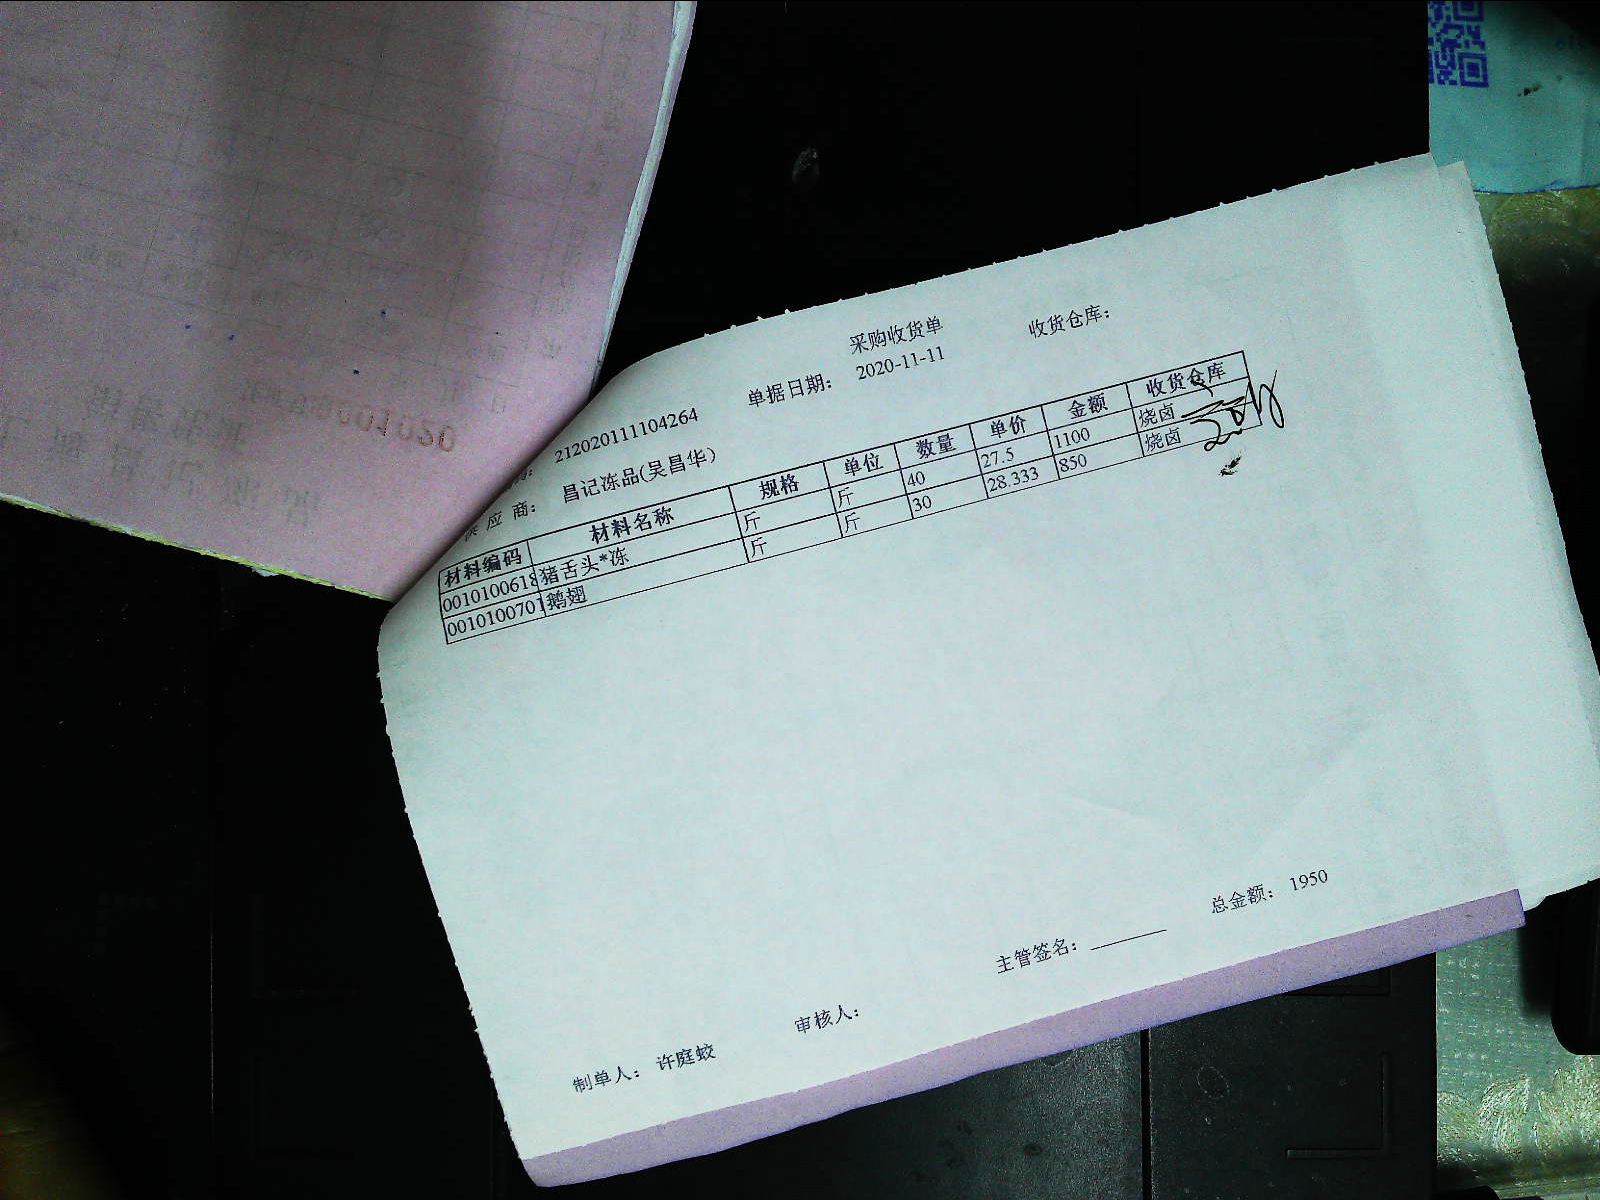 采购收货单
收货仓库：
单据日期： 2020-11-11
212020111104264
供应商： 昌记冻品(吴昌华)
材料编码 材料名称 规格 单位 数量 单价 金额 收货仓库
0010100618 猪舌头*冻 斤 斤 40 27.5 1100 烧卤
0010100701 鹅翅 斤 斤 30 28.333 850 烧卤
总金额： 1950
主管签名：
审核人：
制单人： 许庭蛟